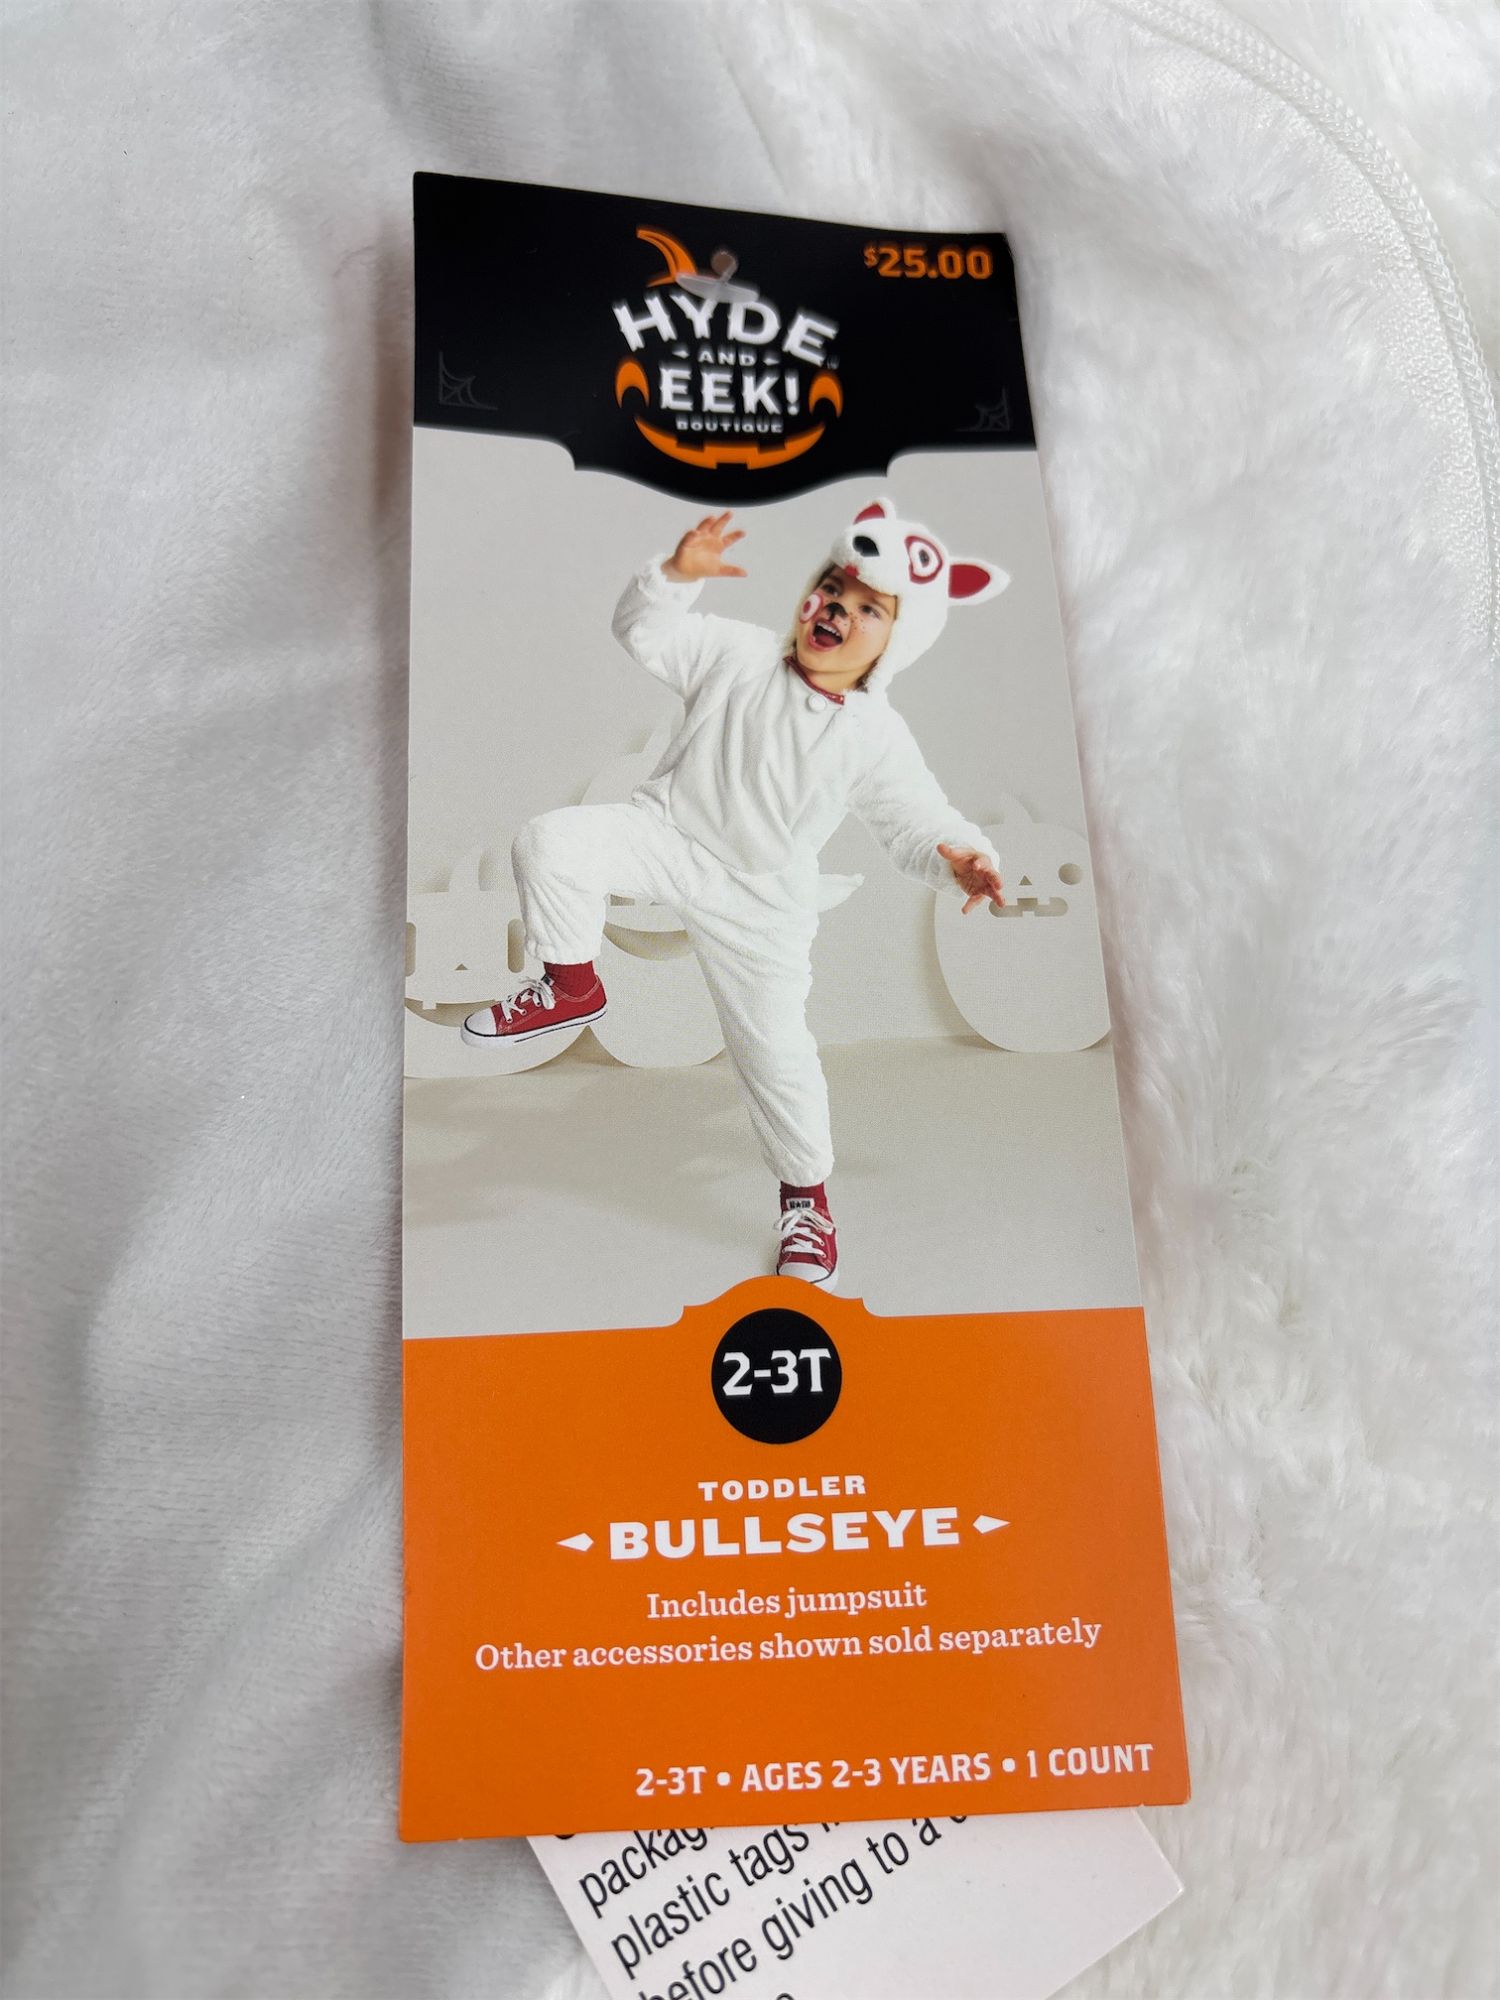 $25.00
HYDE
AND
EEK!
BOUTIQUE
2-3T
TODDLER
BULLSEYE
Includes jumpsuit
Other accessories shown sold separately
2-3T • AGES 2-3 YEARS • 1 COUNT
plastic tags
before giving to a